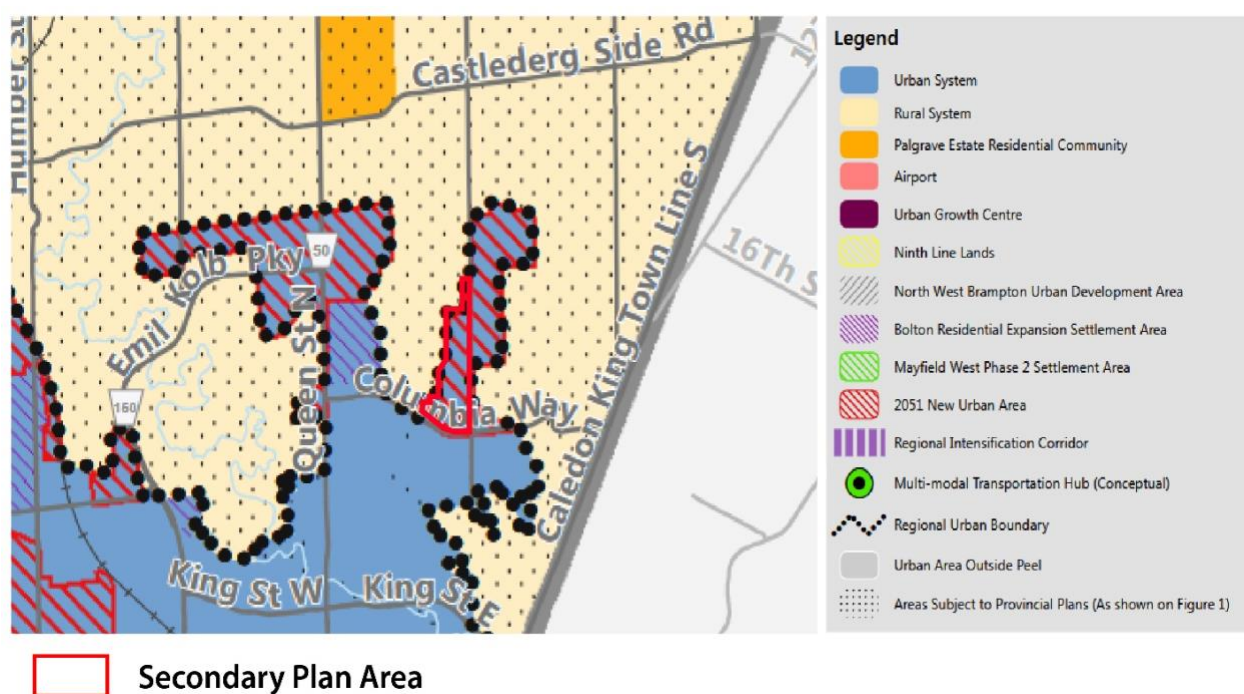 Humber St
Castlederg Side Rd
12
16Th S
Caledon King Town Line S
Emil Kolb Pky
50
Queen St N
Columbia Way
150
King St W
King St E
Legend
Urban System
Rural System
Palgrave Estate Residential Community
Airport
Urban Growth Centre
Ninth Line Lands
North West Brampton Urban Development Area
Bolton Residential Expansion Settlement Area
Mayfield West Phase 2 Settlement Area
2051 New Urban Area
Regional Intensification Corridor
Multi-modal Transportation Hub (Conceptual)
Regional Urban Boundary
Urban Area Outside Peel
Areas Subject to Provincial Plans (As shown on Figure 1)
Secondary Plan Area